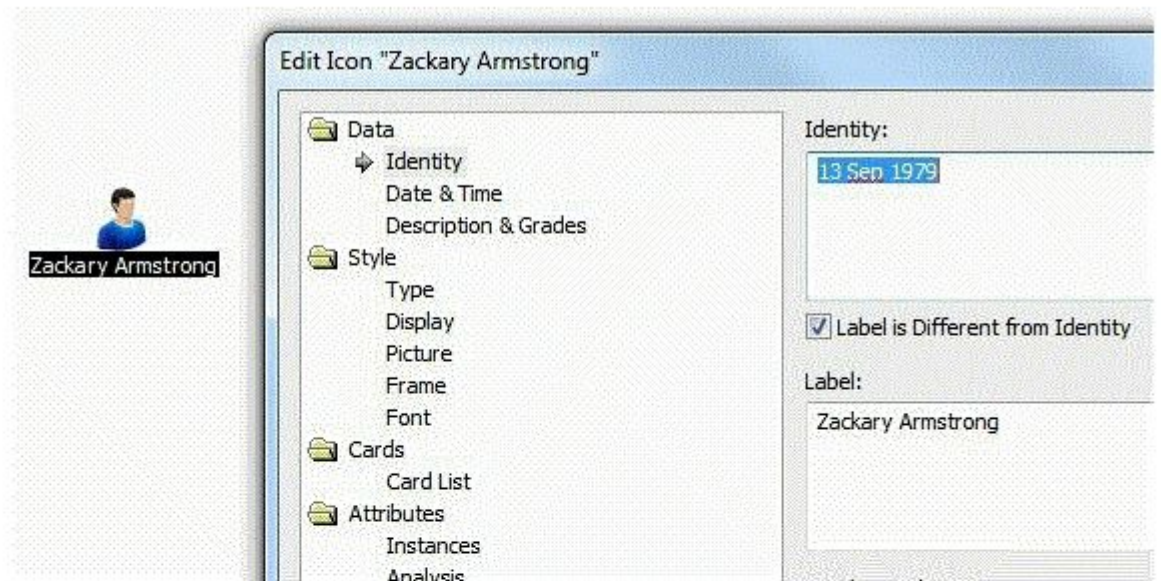 Edit Icon "Zackary Armstrong"
Data
Identity
Date & Time
Description & Grades
Style
Type
Display
Picture
Frame
Font
Cards
Card List
Attributes
Instances
Analysis
Identity:
13 Sep 1979
Label is Different from Identity
Label:
Zackary Armstrong
Zackary Armstrong